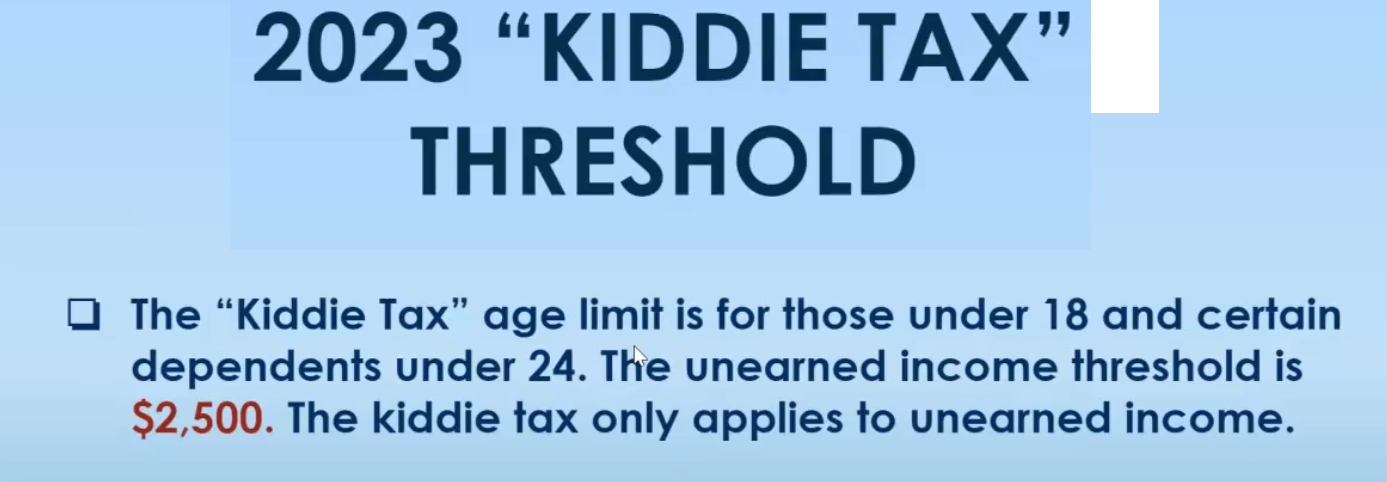 2023 “KIDDIE TAX”
THRESHOLD
❑ The “Kiddie Tax” age limit is for those under 18 and certain
dependents under 24. The unearned income threshold is
$2,500. The kiddie tax only applies to unearned income.